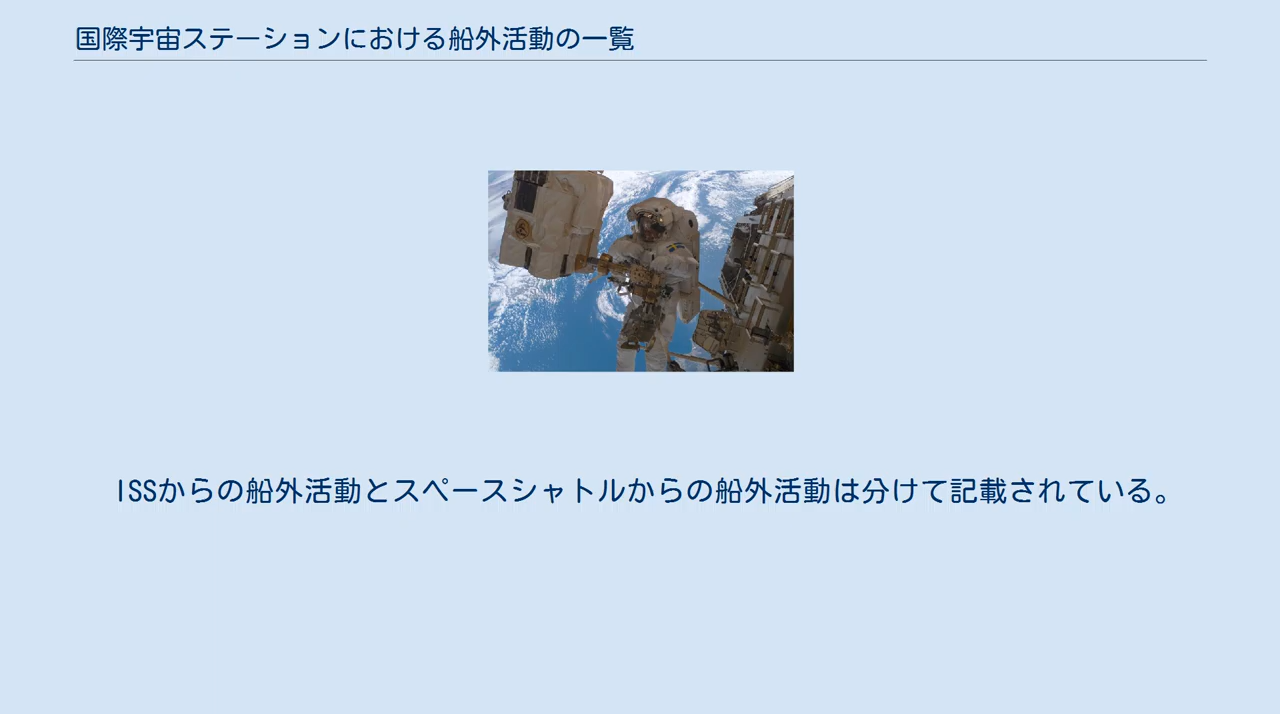 国際宇宙ステーションにおける船外活動の一覧
ISSからの船外活動とスペースシャトルからの船外活動は分けて記載されている。